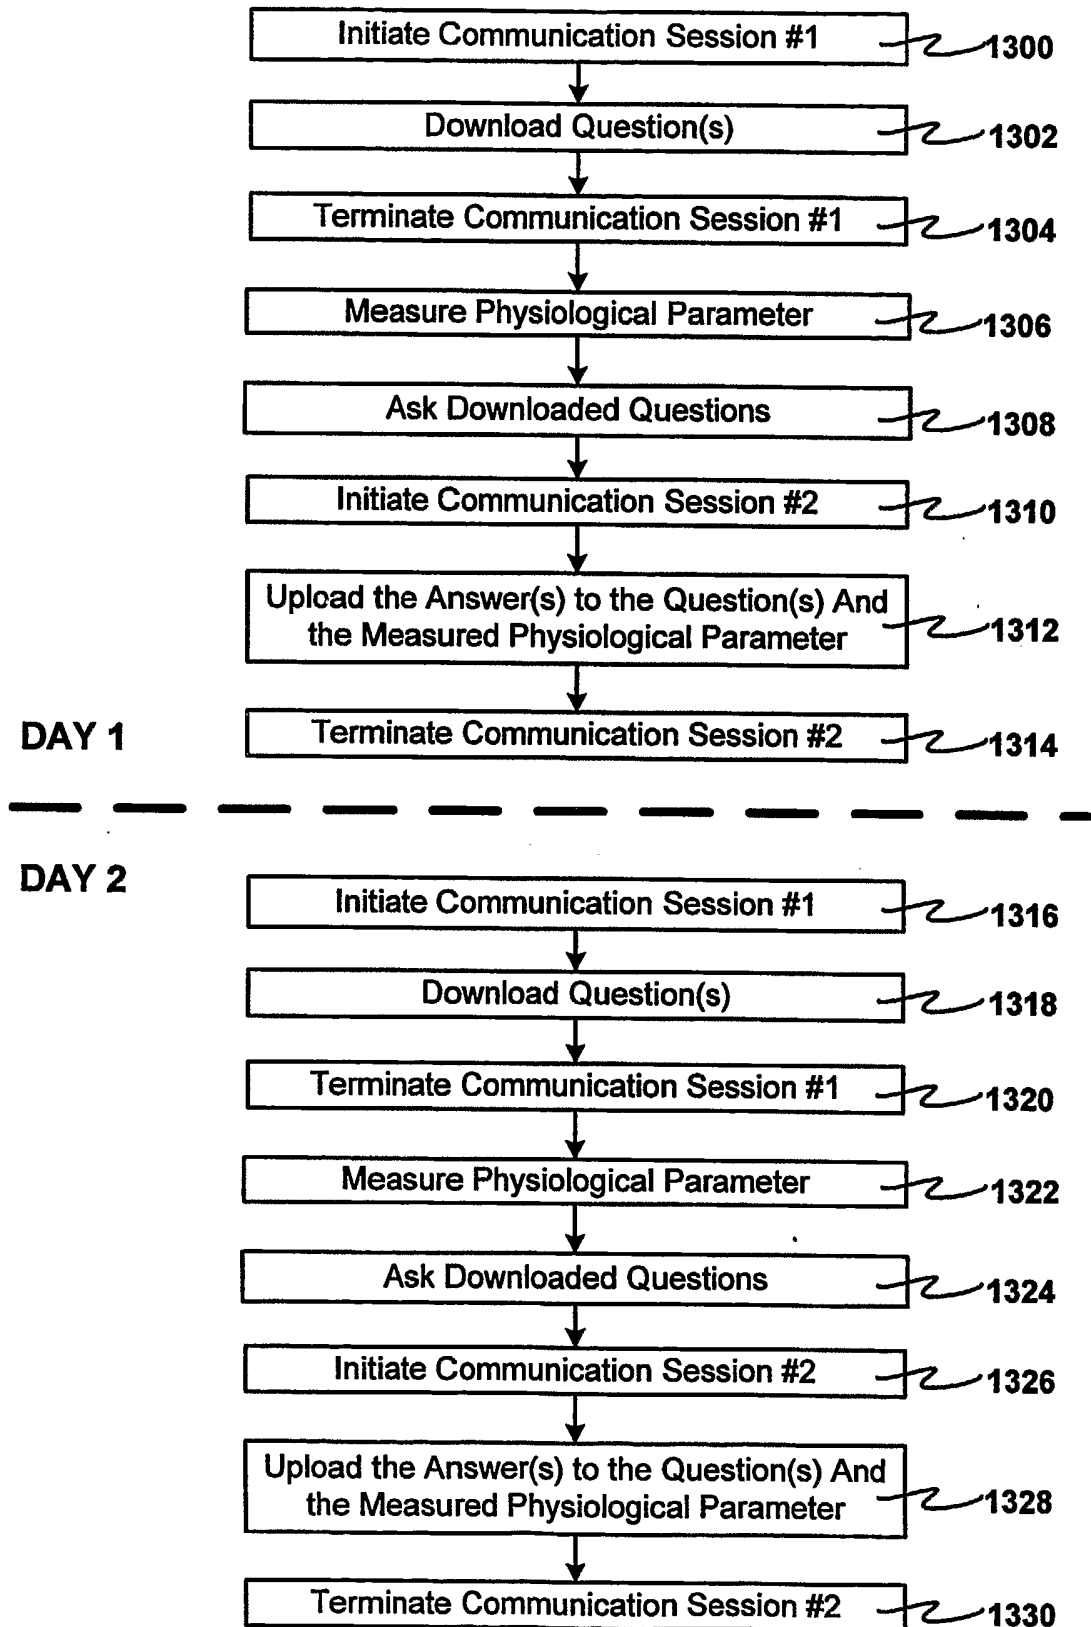 Initiate Communication Session #1
1300
Download Question(s)
1302
Terminate Communication Session #1
1304
Measure Physiological Parameter
1306
Ask Downloaded Questions
1308
Initiate Communication Session #2
1310
Upload the Answer(s) to the Question(s) And
the Measured Physiological Parameter
1312
DAY 1
Terminate Communication Session #2
1314
DAY 2
Initiate Communication Session #1
1316
Download Question(s)
1318
Terminate Communication Session #1
1320
Measure Physiological Parameter
1322
Ask Downloaded Questions
1324
Initiate Communication Session #2
1326
Upload the Answer(s) to the Question(s) And
the Measured Physiological Parameter
1328
Terminate Communication Session #2
1330